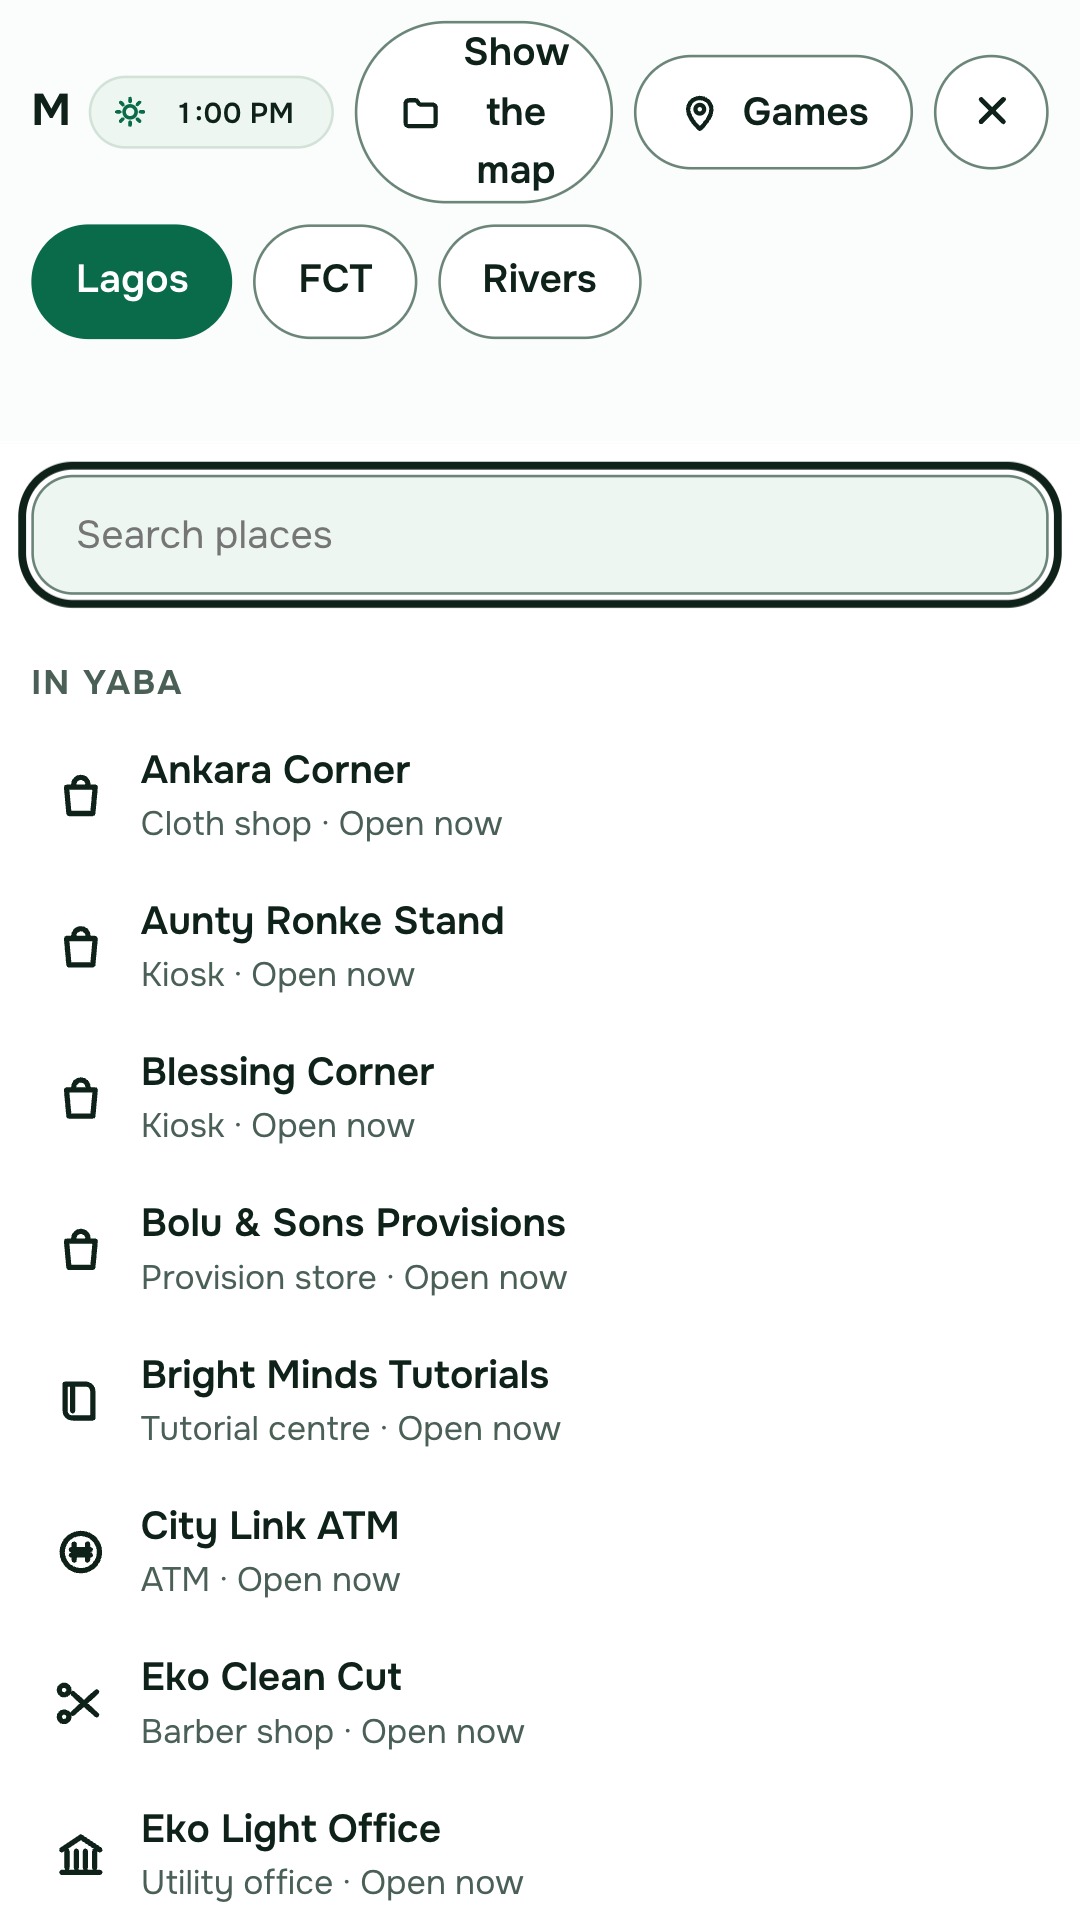 M
1:00 PM
Show
the
map
Games
Lagos
FCT
Rivers
Search places
IN YABA
Ankara Corner
Cloth shop · Open now
Aunty Ronke Stand
Kiosk · Open now
Blessing Corner
Kiosk · Open now
Bolu & Sons Provisions
Provision store · Open now
Bright Minds Tutorials
Tutorial centre · Open now
City Link ATM
ATM · Open now
Eko Clean Cut
Barber shop · Open now
Eko Light Office
Utility office · Open now